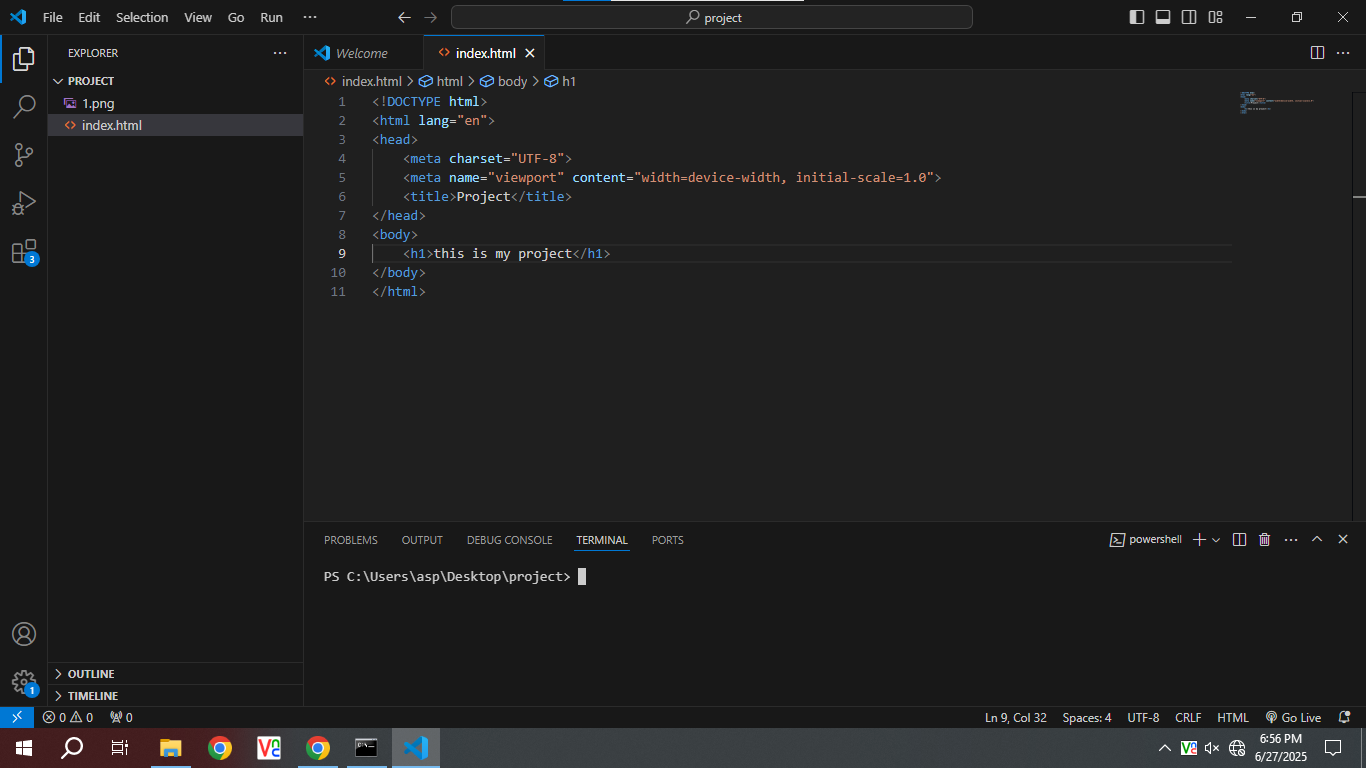 File Edit Selection View Go Run ···
project
EXPLORER
PROJECT
1.png
index.html
OUTLINE
TIMELINE
Welcome
index.html
index.html > html > body > h1
1 <!DOCTYPE html>
2 <html lang="en">
3 <head>
4 <meta charset="UTF-8">
5 <meta name="viewport" content="width=device-width, initial-scale=1.0">
6 <title>Project</title>
7 </head>
8 <body>
9 <h1>this is my project</h1>
10 </body>
11 </html>
PROBLEMS OUTPUT DEBUG CONSOLE TERMINAL PORTS
powershell
PS C:\Users\asp\Desktop\project>
3
1
0 0 0
Ln 9, Col 32 Spaces: 4 UTF-8 CRLF HTML Go Live
6:56 PM
6/27/2025